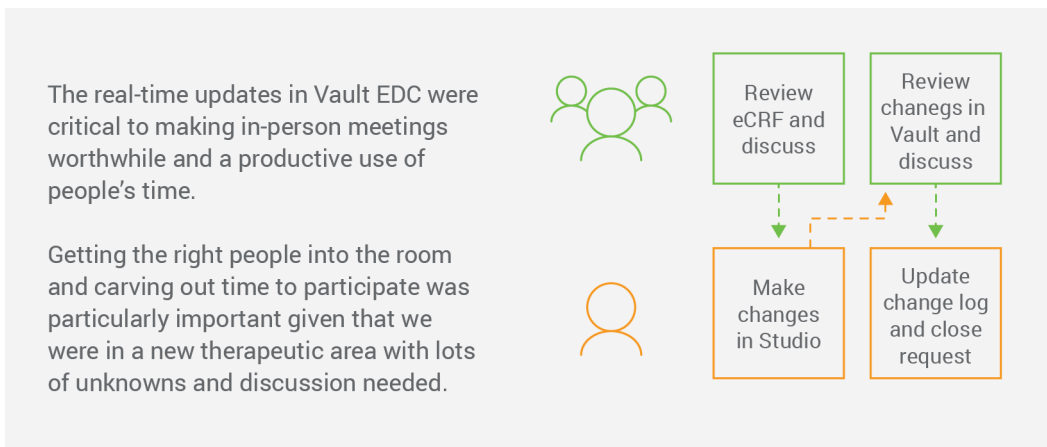 The real-time updates in Vault EDC were
critical to making in-person meetings
worthwhile and a productive use of
people’s time.
Getting the right people into the room
and carving out time to participate was
particularly important given that we
were in a new therapeutic area with lots
of unknowns and discussion needed.
Review
eCRF and
discuss
Review
chanegs in
Vault and
discuss
Make
changes
in Studio
Update
change log
and close
request